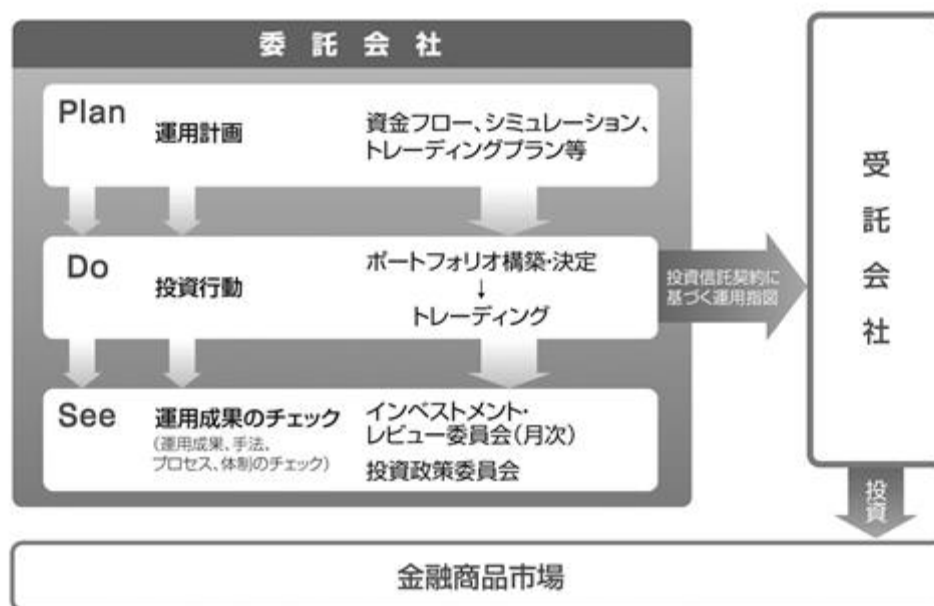 委託会社
Plan
運用計画
資金フロー、シミュレーション、
トレーディングプラン等
Do
投資行動
ポートフォリオ構築・決定
↓
トレーディング
投資信託契約に
基づく運用指図
See
運用成果のチェック
(運用成果、手法、
プロセス、体制のチェック)
インベストメント・
レビュー委員会(月次)
投資政策委員会
受託会社
投資
金融商品市場